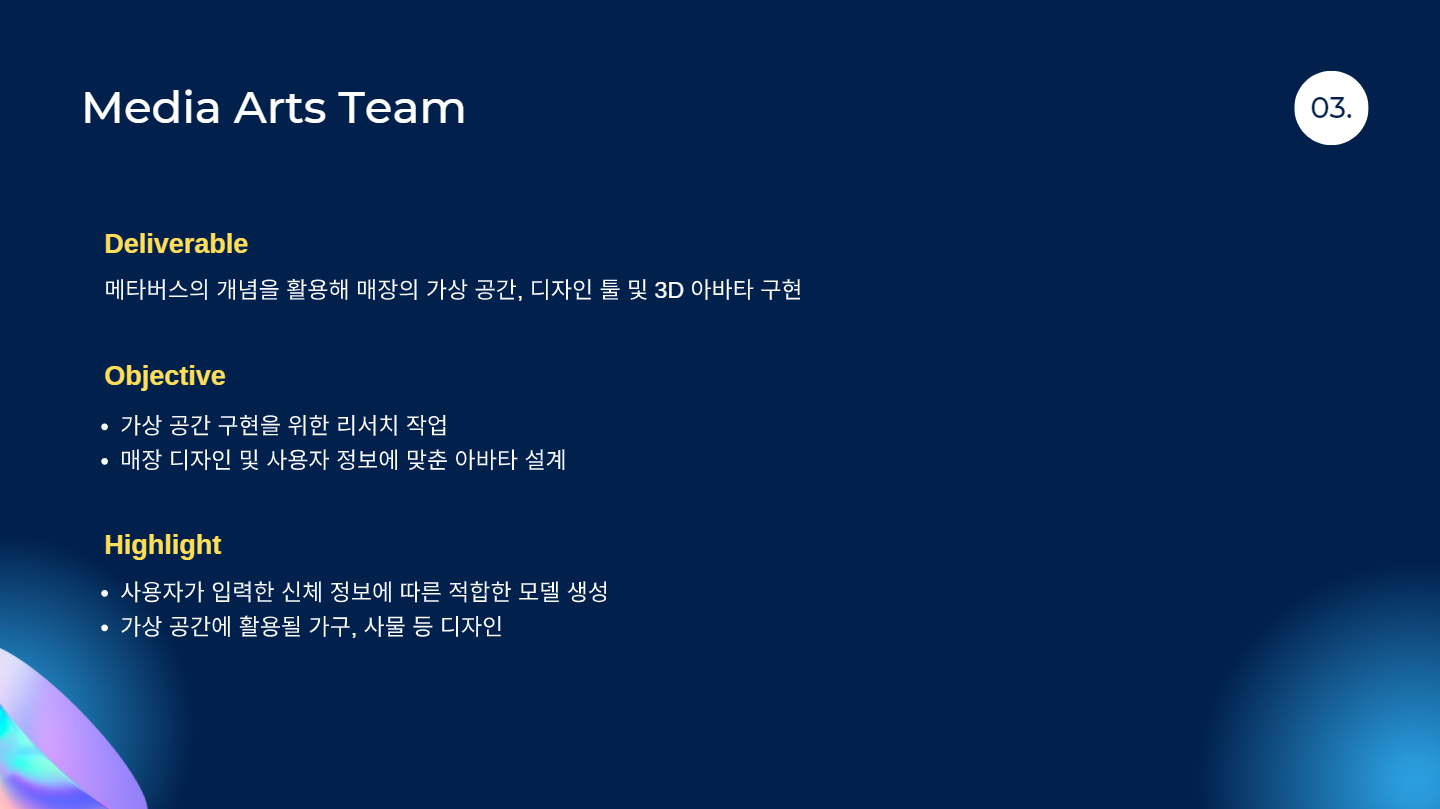 Media Arts Team
03.
Deliverable
메타버스의 개념을 활용해 매장의 가상 공간, 디자인 툴 및 3D 아바타 구현
Objective
• 가상 공간 구현을 위한 리서치 작업
• 매장 디자인 및 사용자 정보에 맞춘 아바타 설계
Highlight
• 사용자가 입력한 신체 정보에 따른 적합한 모델 생성
• 가상 공간에 활용될 가구, 사물 등 디자인